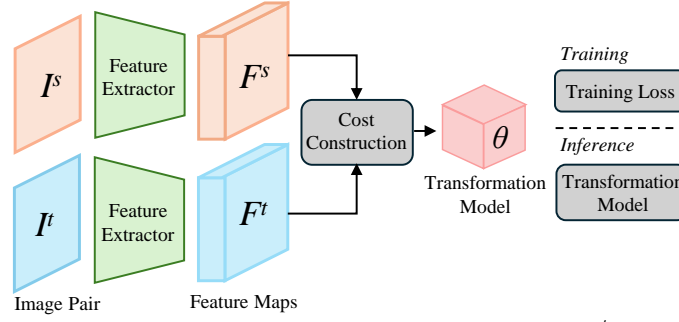 I^s
Feature
Extractor
F^s
I^t
Feature
Extractor
F^t
Image Pair
Feature Maps
Cost
Construction
θ
Transformation
Model
Training
Training Loss
Inference
Transformation
Model